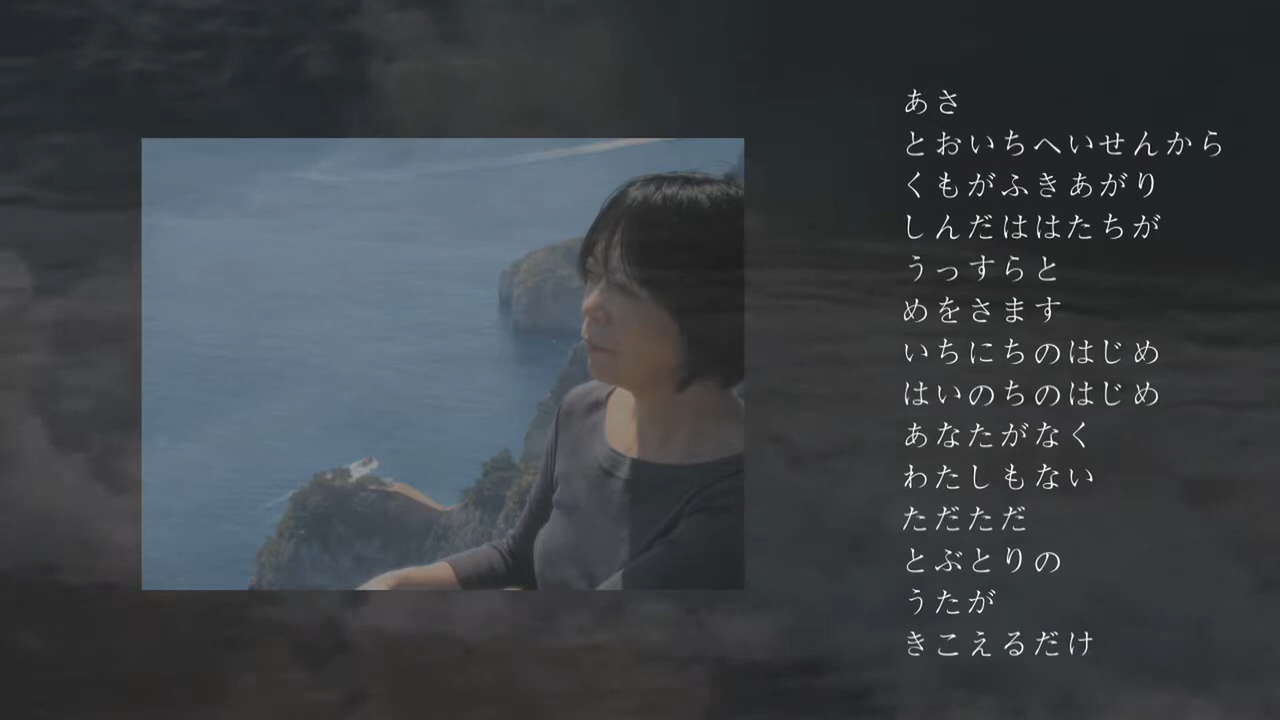 あさ
とおいちへいせんから
くもがふきあがり
しんだははたちが
うっすらと
めをさます
いちにちのはじめ
はいのちのはじめ
あなたがなく
わたしもない
ただただ
とぶとりの
うたが
きこえるだけ